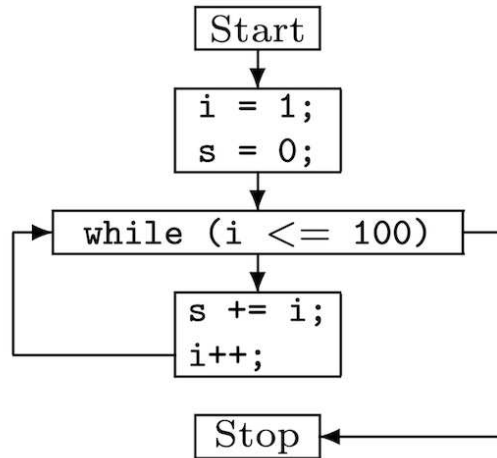 Start
i = 1;
s = 0;
while (i <= 100)
s += i;
i++;
Stop